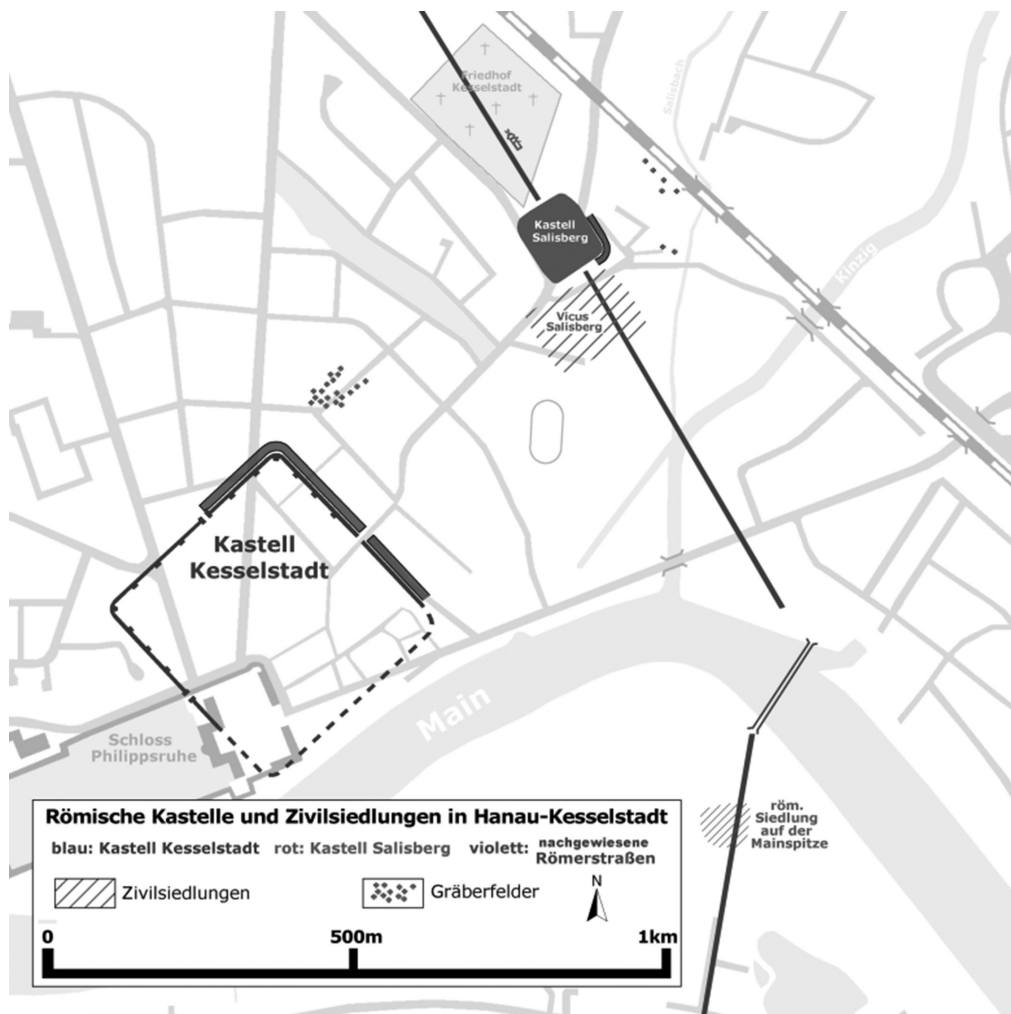 Friedhof
Kesselstadt
Salisbach
Kastell
Salisberg
Kinzig
Vicus
Salisberg
Kastell
Kesselstadt
Main
Schloss
Philippsruhe
röm.
Siedlung
auf der
Mainspitze
Römische Kastelle und Zivilsiedlungen in Hanau-Kesselstadt
blau: Kastell Kesselstadt rot: Kastell Salisberg violett: nachgewiesene
Römerstraßen
Zivilsiedlungen
Gräberfelder
N
0 500m 1km